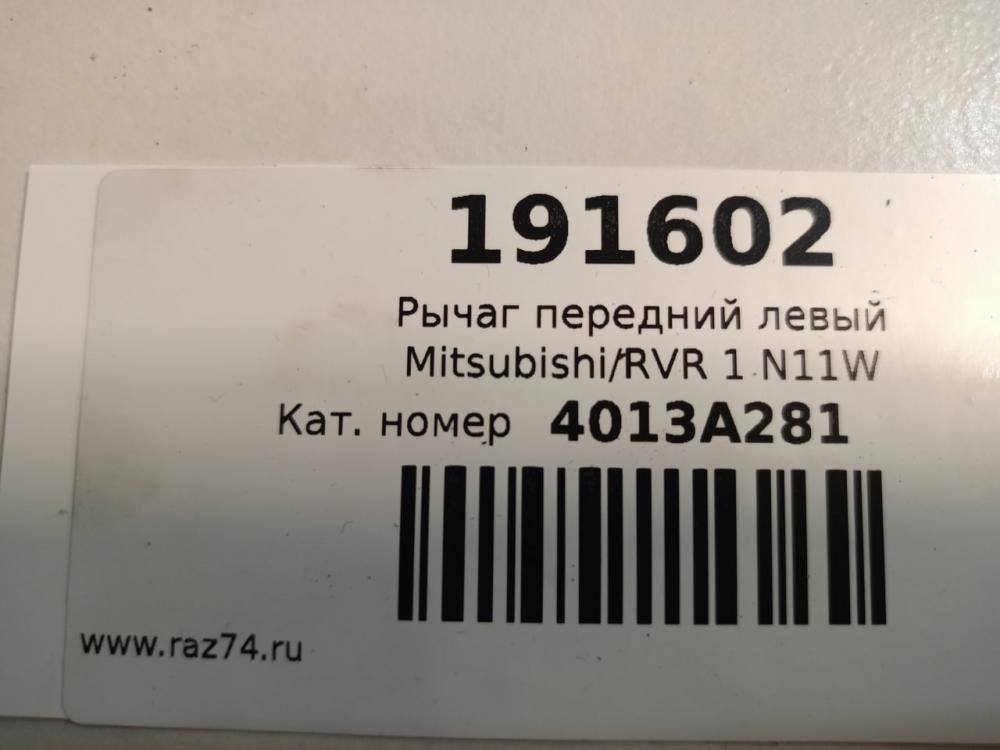 191602
Рычаг передний левый
Mitsubishi/RVR 1 N11W
Кат. номер 4013A281
www.raz74.ru